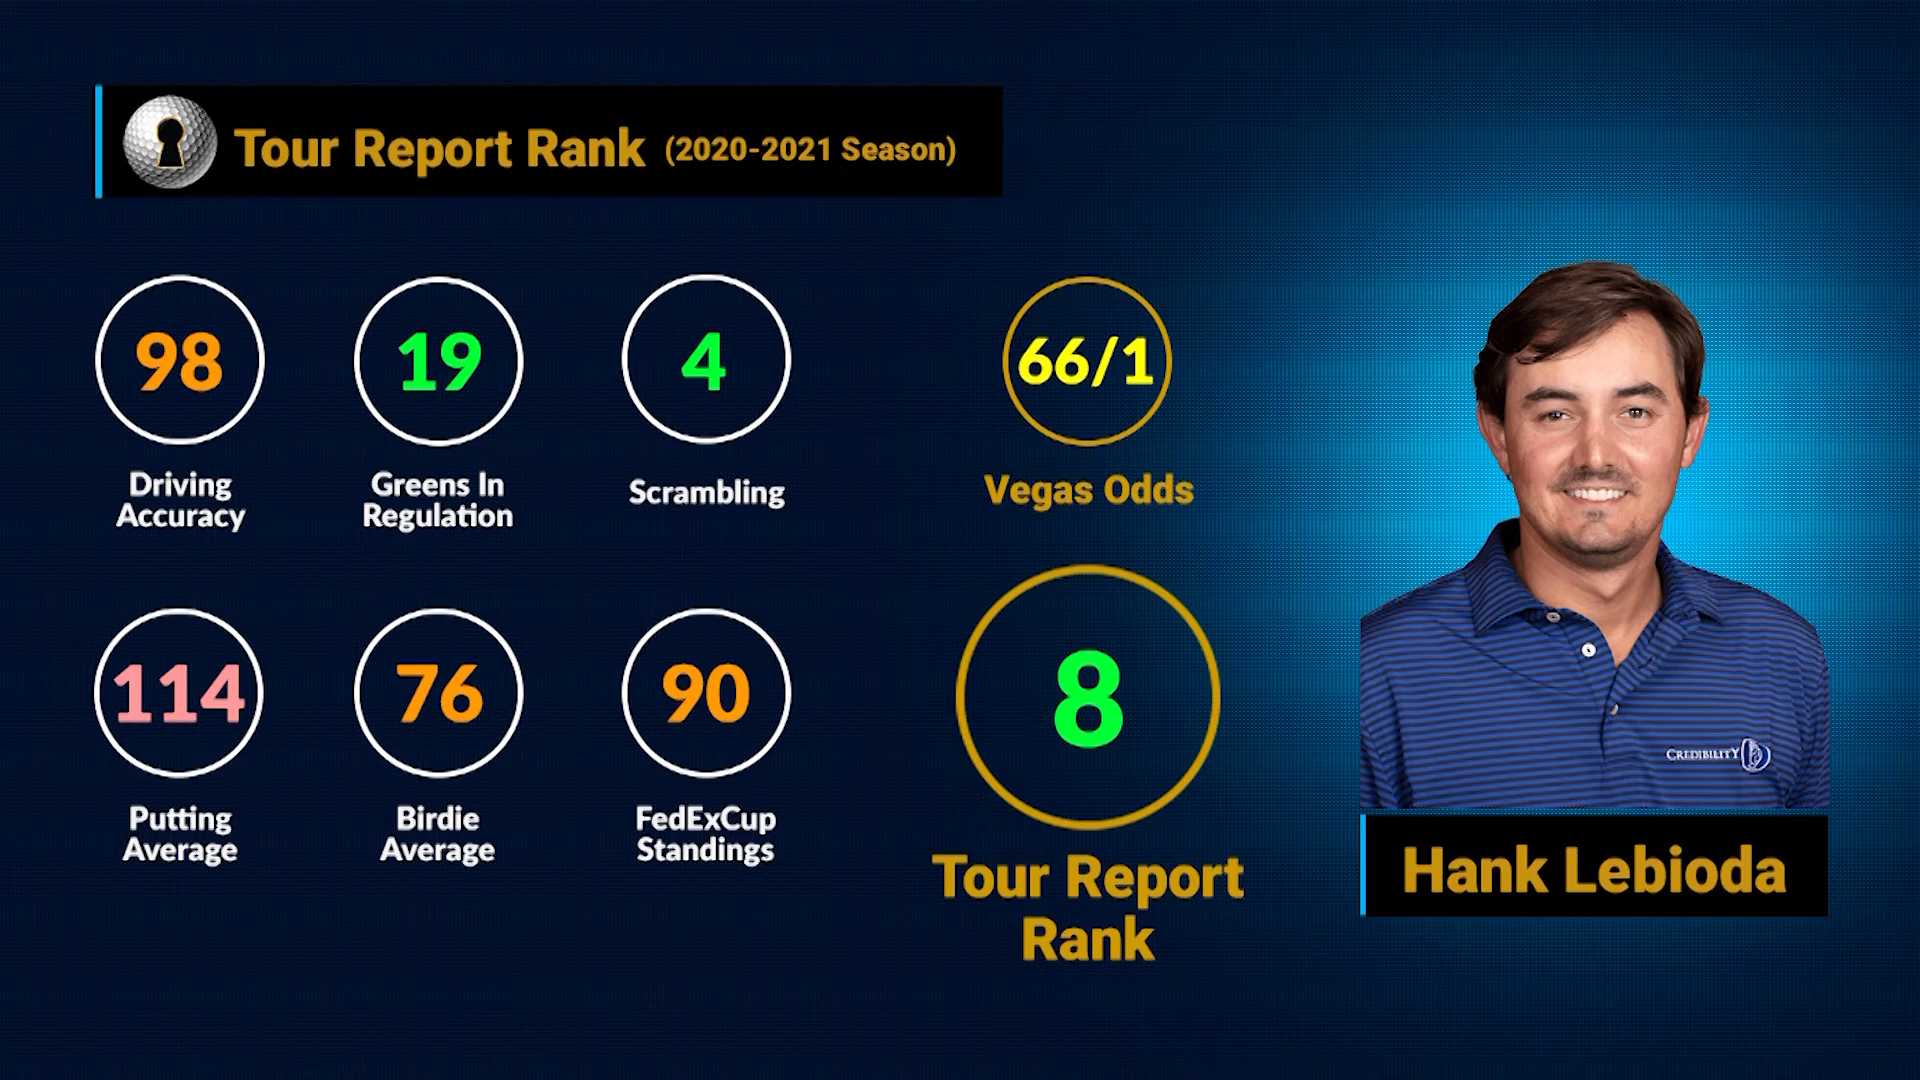 Tour Report Rank (2020-2021 Season)
98
19
4
66/1
Driving
Accuracy
Greens In
Regulation
Scrambling
Vegas Odds
114
76
90
8
Putting
Average
Birdie
Average
FedExCup
Standings
Tour Report
Rank
CREDIBILITY
Hank Lebioda